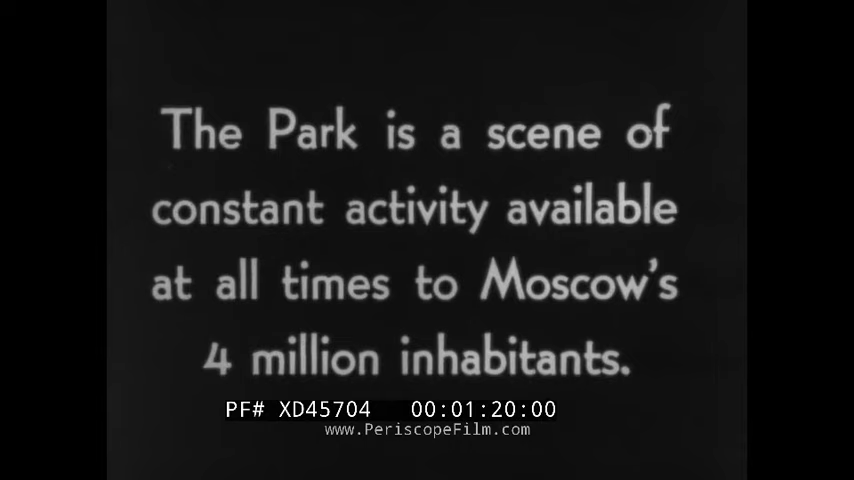 The Park is a scene of
constant activity available
at all times to Moscow's
4 million inhabitants.
PF# XD45704 00:01:20:00
www.PeriscopeFilm.com